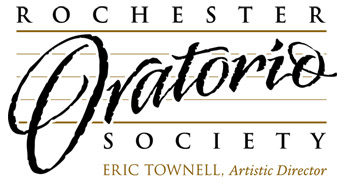 ROCHESTER
Oratorio
SOCIETY
ERIC TOWNELL, Artistic Director